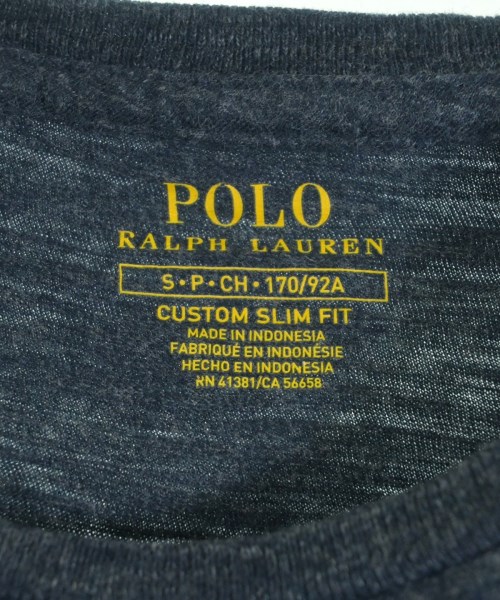 POLO
RALPH LAUREN
S•P•CH•170/92A
CUSTOM SLIM FIT
MADE IN INDONESIA
FABRIQUÉ EN INDONÉSIE
HECHO EN INDONESIA
RN 41381/CA 56658